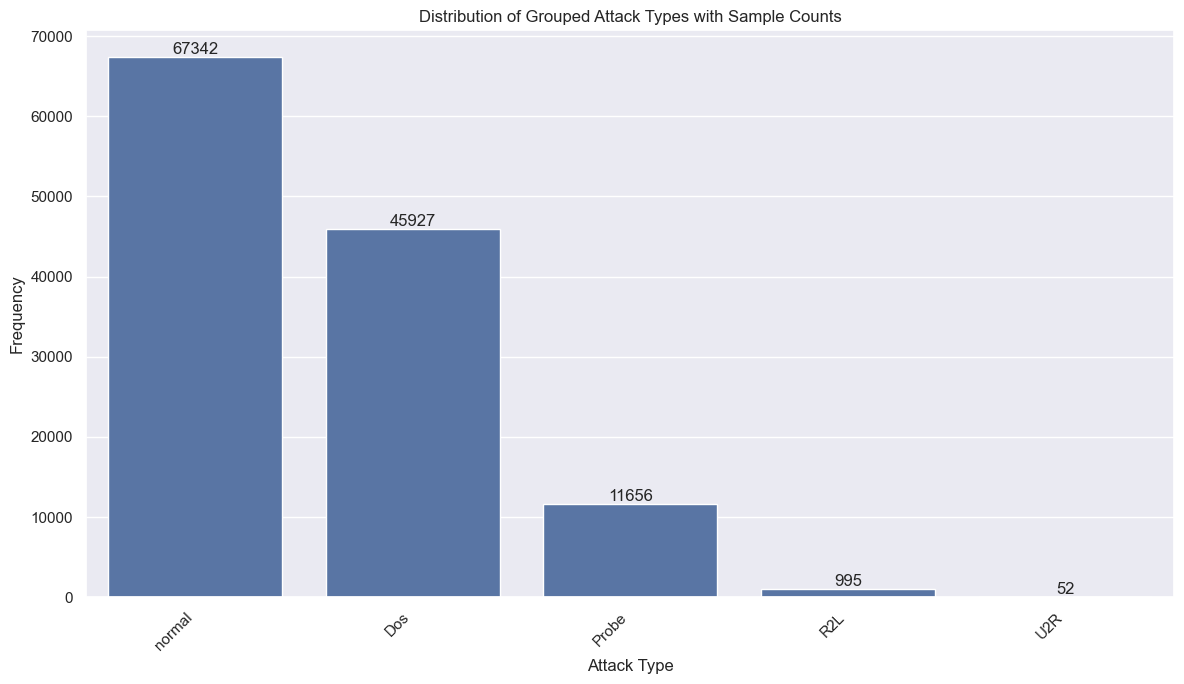 Distribution of Grouped Attack Types with Sample Counts
70000
67342
60000
50000
45927
40000
Frequency
30000
20000
11656
10000
995
52
0
normal
Dos
Probe
R2L
U2R
Attack Type